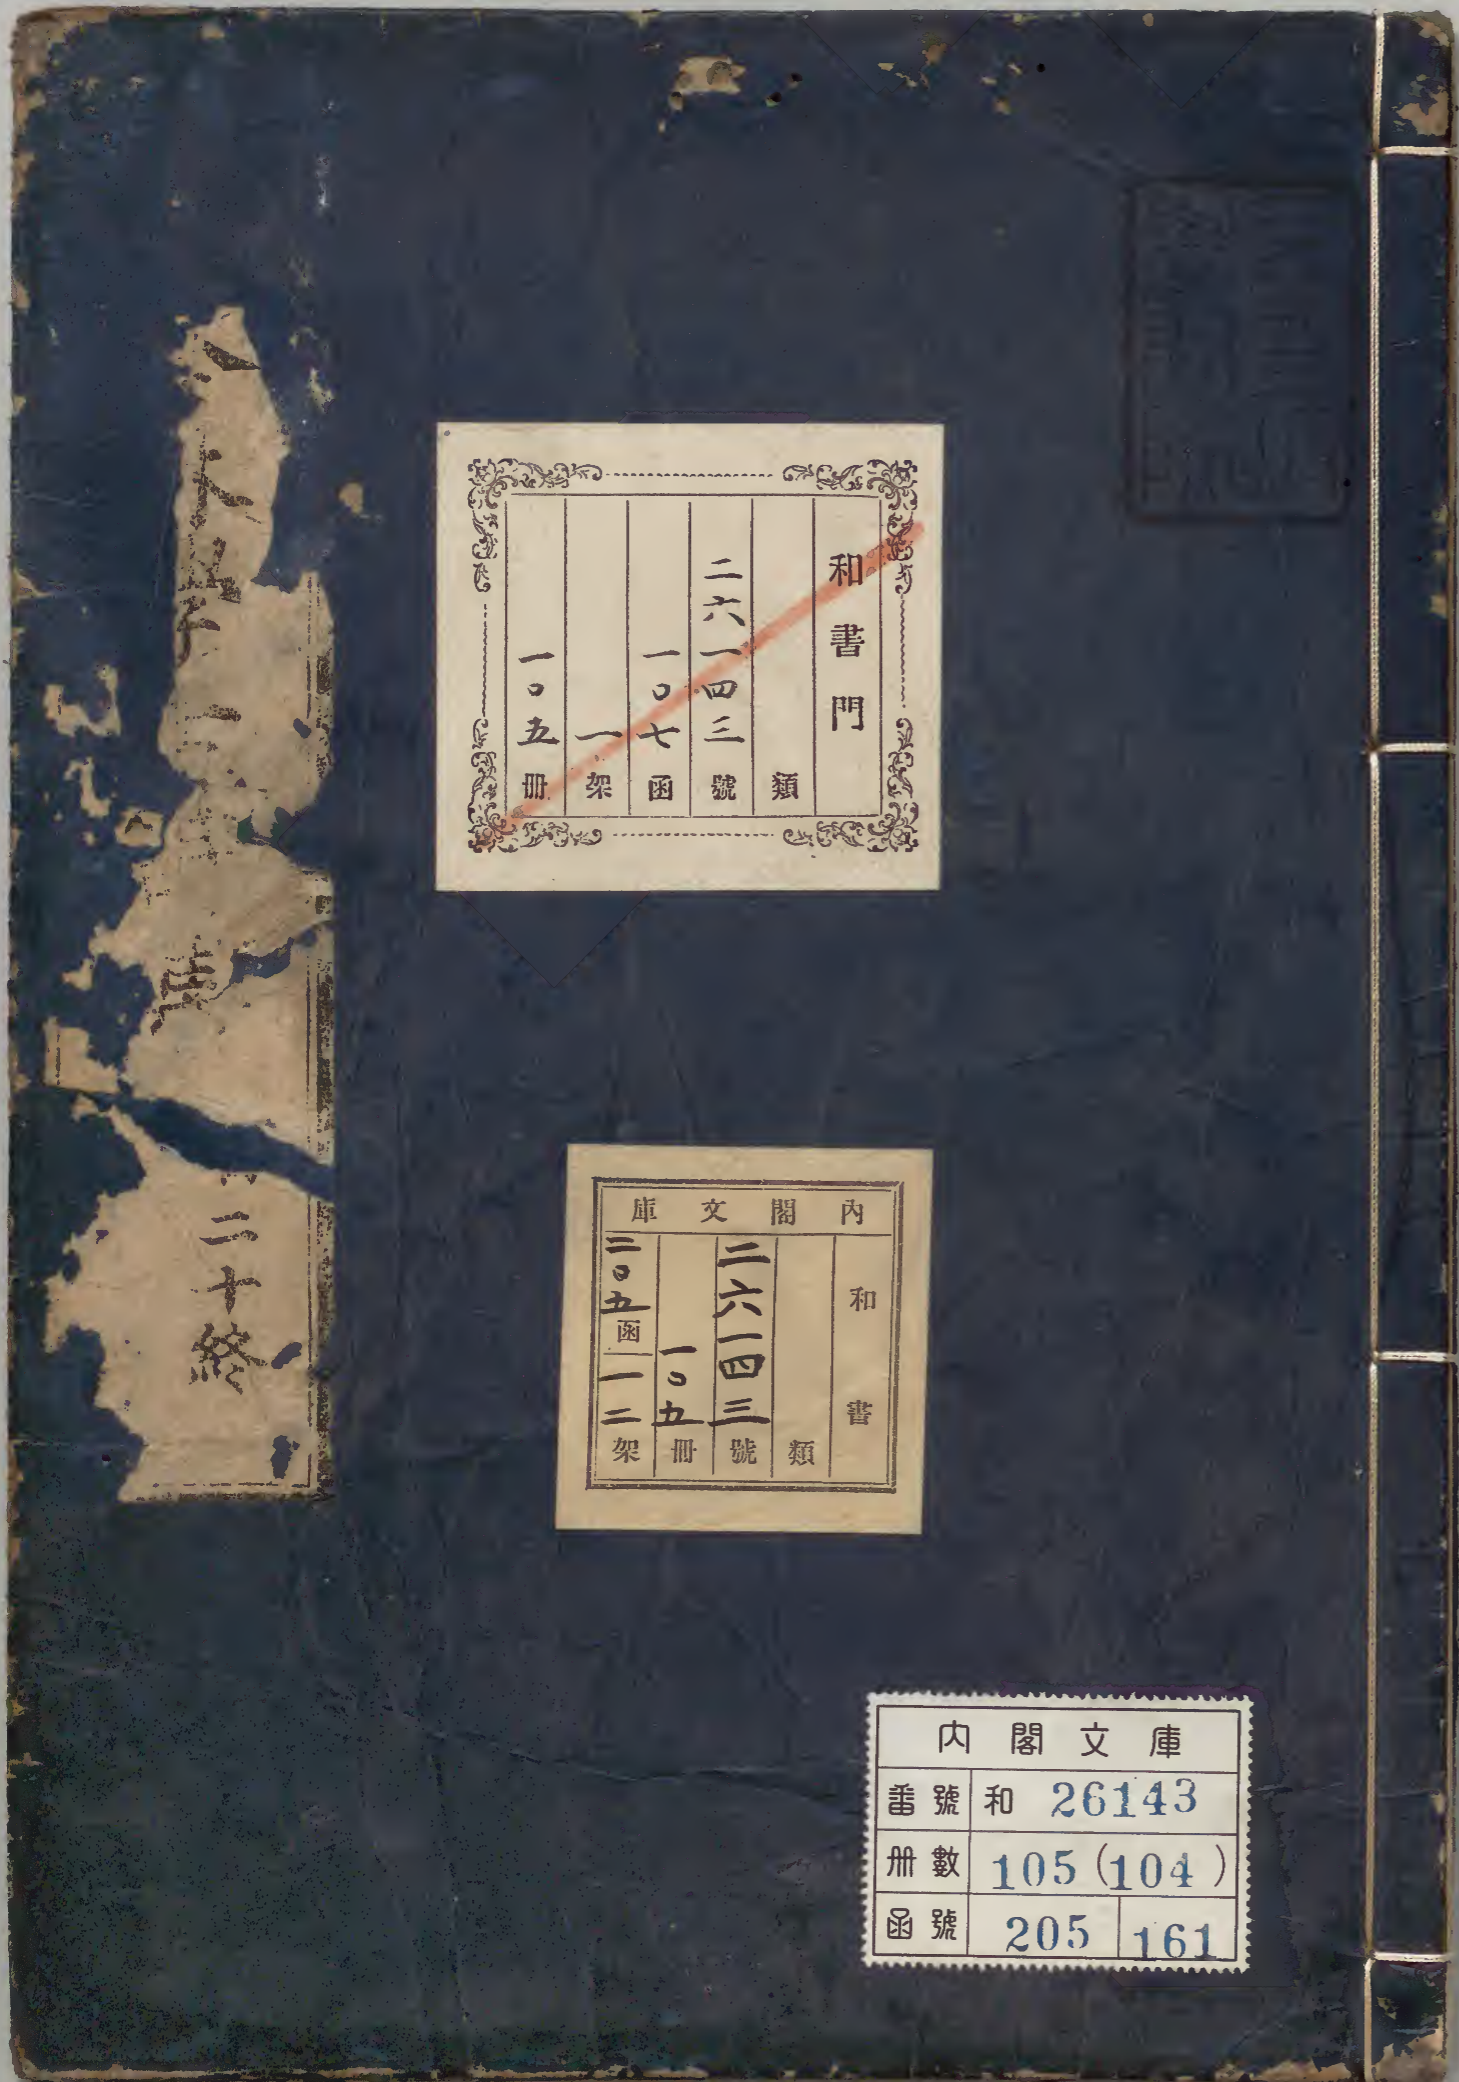 和書門
類
二六一四三號
一〇七函
一架
一〇五冊
內閣文庫
和書
類
二六一四三號
一〇五冊
二〇五函
一二架
内閣文庫
番號 和 26143
冊數 105(104)
函號 205 161
二十終